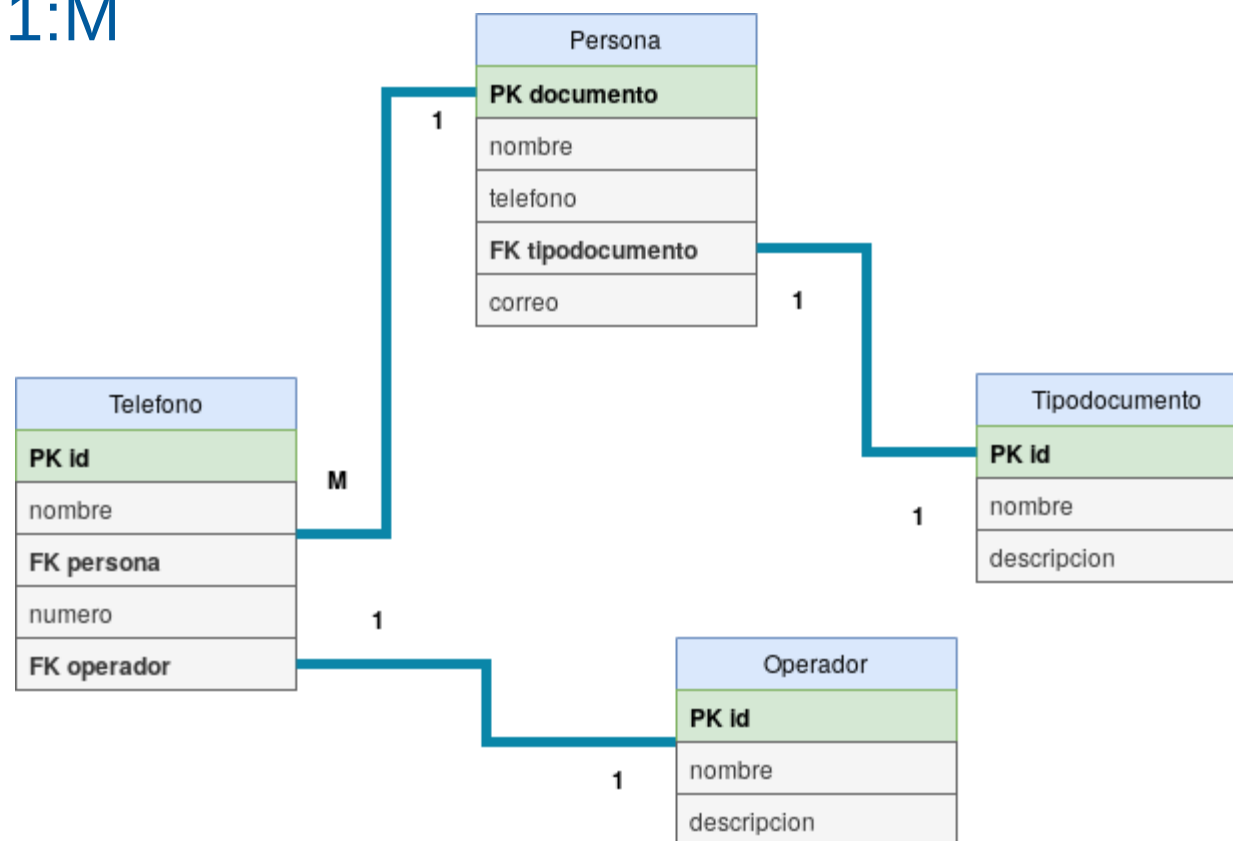 1:M
Persona
PK documento
nombre
telefono
FK tipodocumento
correo
1
1
Telefono
PK id
nombre
FK persona
numero
FK operador
M
1
Tipodocumento
PK id
nombre
descripcion
1
Operador
PK id
nombre
descripcion
1